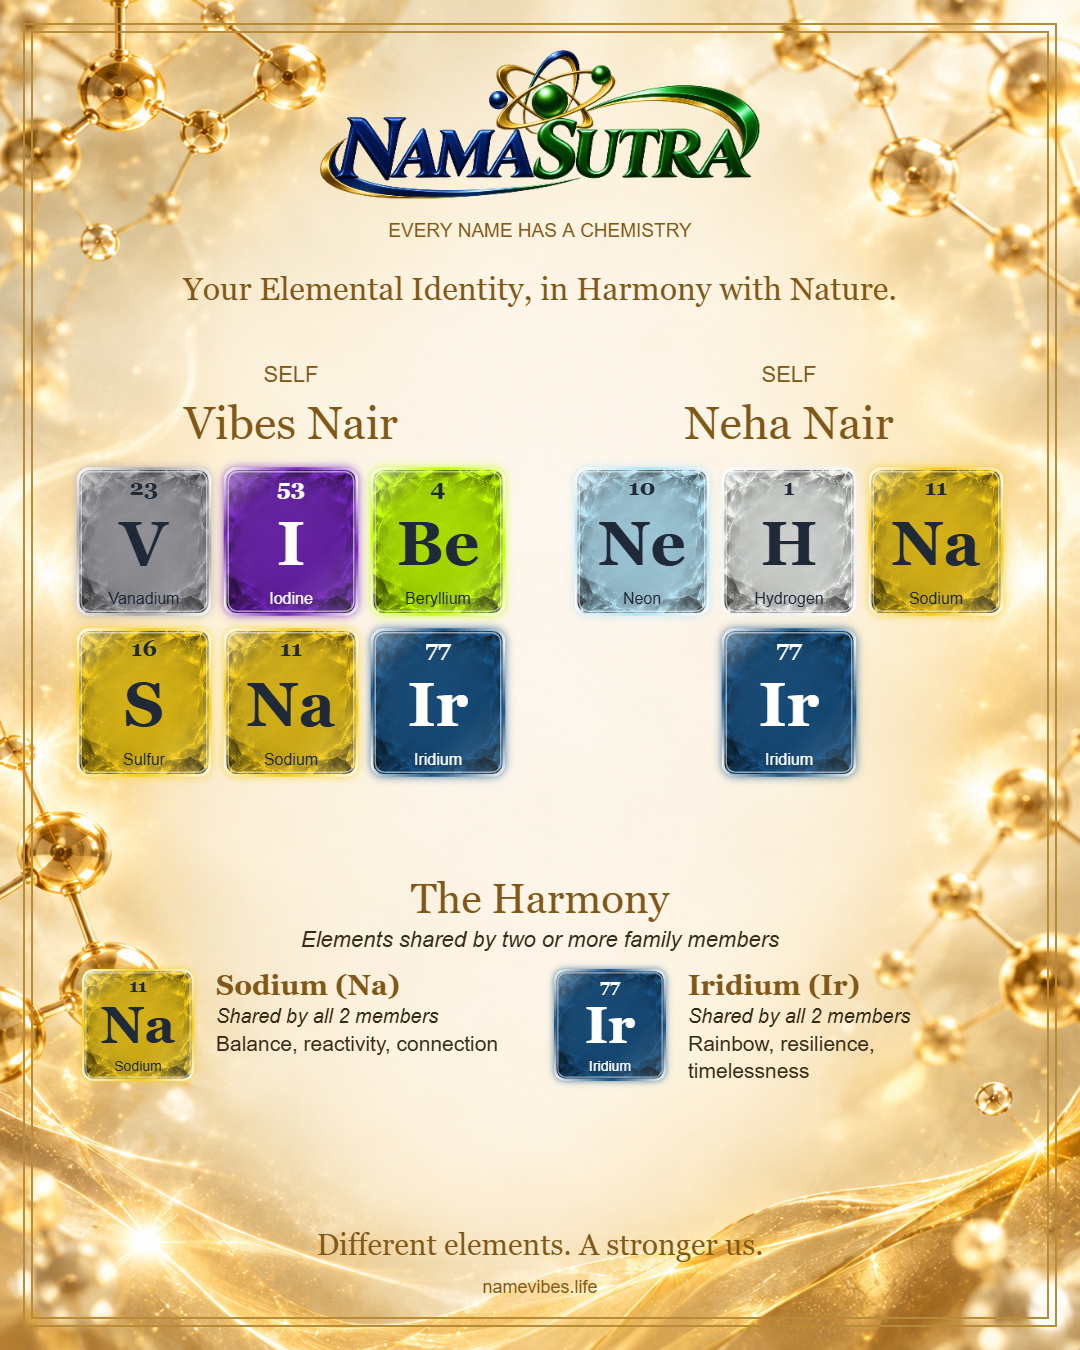 NAMASUTRA
EVERY NAME HAS A CHEMISTRY
Your Elemental Identity, in Harmony with Nature.
SELF
Vibes Nair
23
V
Vanadium
53
I
Iodine
4
Be
Beryllium
16
S
Sulfur
11
Na
Sodium
77
Ir
Iridium
SELF
Neha Nair
10
Ne
Neon
1
H
Hydrogen
11
Na
Sodium
77
Ir
Iridium
The Harmony
Elements shared by two or more family members
11
Na
Sodium
Sodium (Na)
Shared by all 2 members
Balance, reactivity, connection
77
Ir
Iridium
Iridium (Ir)
Shared by all 2 members
Rainbow, resilience,
timelessness
Different elements. A stronger us.
namevibes.life